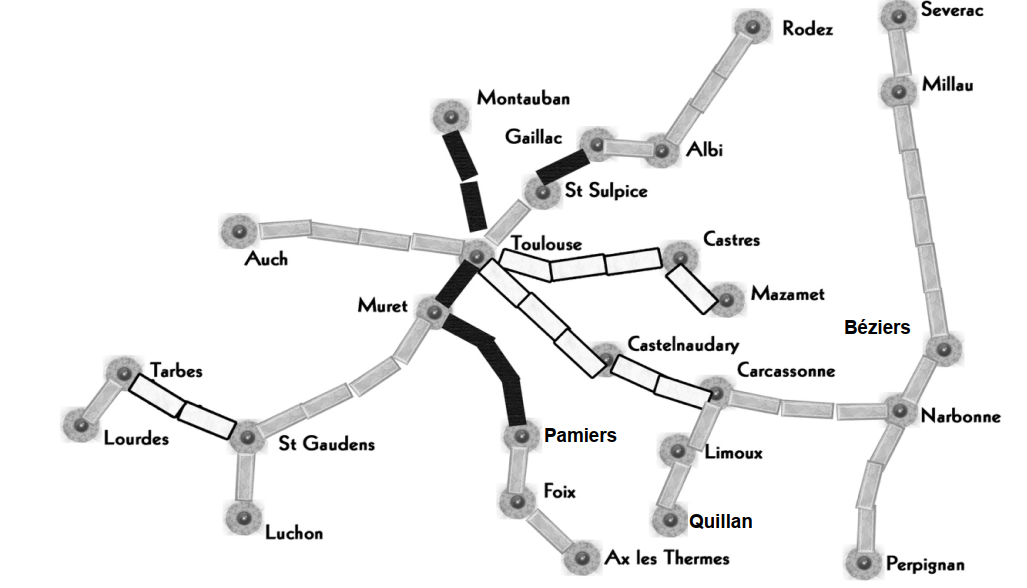 Severac
Rodez
Millau
Montauban
Gaillac
Albi
St Sulpice
Toulouse
Castres
Auch
Mazamet
Muret
Béziers
Castelnaudary
Tarbes
Carcassonne
Narbonne
Lourdes
St Gaudens
Pamiers
Limoux
Foix
Quillan
Luchon
Ax les Thermes
Perpignan